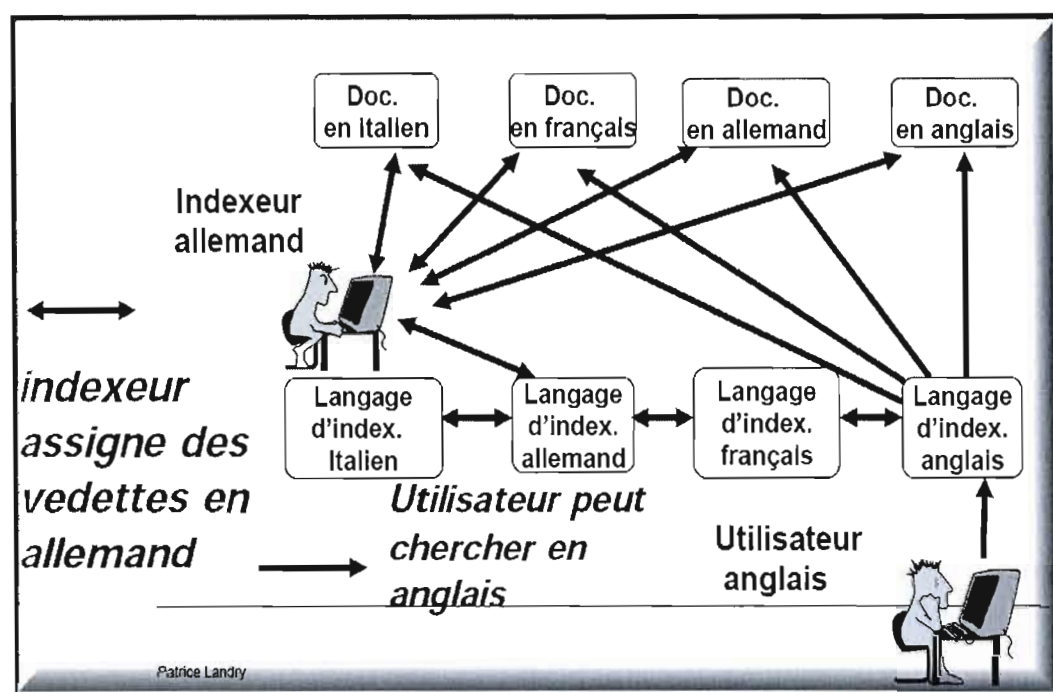 Doc.
en Italien
Doc.
en français
Doc.
en allemand
Doc.
en anglais
Indexeur
allemand
indexeur
assigne des
vedettes en
allemand
Langage
d'index.
Italien
Langage
d'index.
allemand
Langage
d'index.
français
Langage
d'index.
anglais
Utilisateur peut
chercher en
anglais
Utilisateur
anglais
Patrice Landry